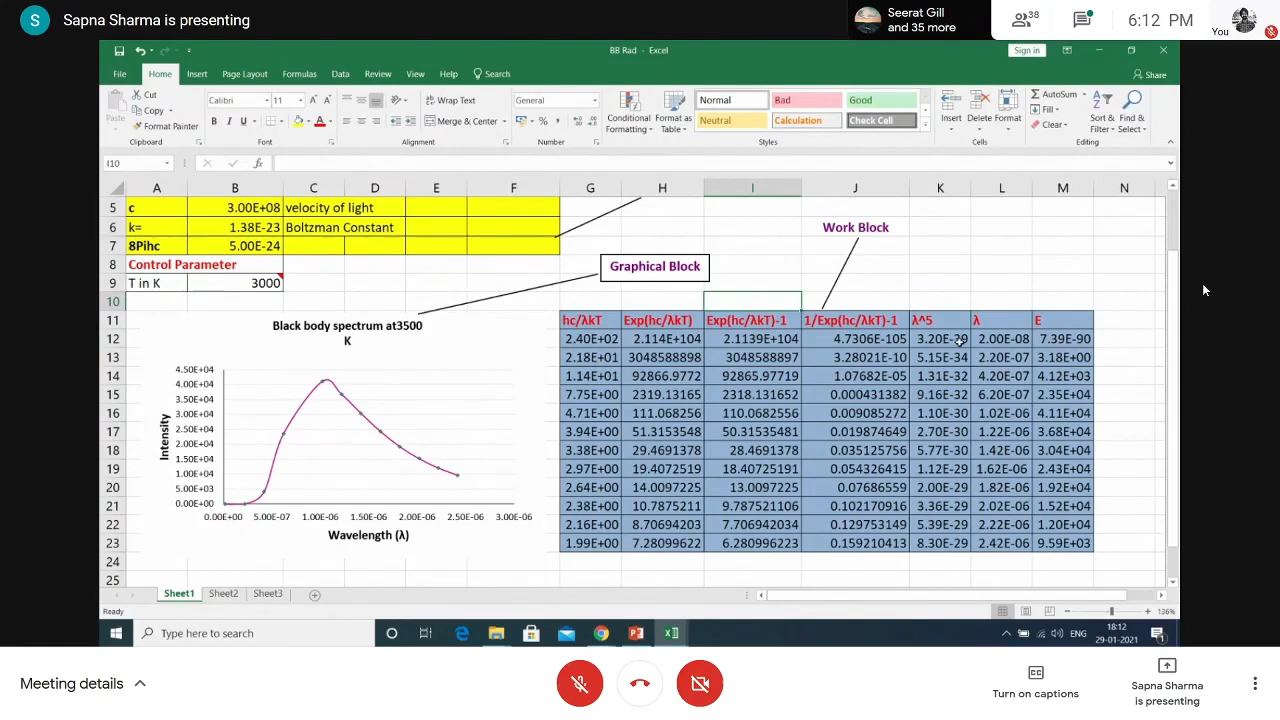 S Sapna Sharma is presenting
Seerat Gill
and 35 more
38
6:12 PM
You
BB Rad - Excel
Sign in
File Home Insert Page Layout Formulas Data Review View Help Search
Share
Paste
Cut
Copy
Format Painter
Calibri 11
B I U
Wrap Text
Merge & Center
General
Conditional Formatting
Format as Table
Normal Bad Good
Neutral Calculation Check Cell
Insert Delete Format
AutoSum
Fill
Clear
Sort & Filter
Find & Select
Clipboard Font Alignment Number Styles Cells Editing
I10
fx
A B C D E F G H I J K L M N
5 c 3.00E+08 velocity of light
6 k= 1.38E-23 Boltzman Constant
7 8Pihc 5.00E-24
8 Control Parameter
9 T in K 3000
10
Work Block
Graphical Block
11 hc/λkT Exp(hc/λkT) Exp(hc/λkT)-1 1/Exp(hc/λkT)-1 λ^5 λ E
12 2.40E+02 2.114E+104 2.1139E+104 4.7306E-105 3.20E-29 2.00E-08 7.39E-90
13 2.18E+01 3048588898 3048588897 3.28021E-10 5.15E-34 2.20E-07 3.18E+00
14 1.14E+01 92866.9772 92865.97719 1.07682E-05 1.31E-32 4.20E-07 4.12E+03
15 7.75E+00 2319.13165 2318.131652 0.000431382 9.16E-32 6.20E-07 2.35E+04
16 4.71E+00 111.068256 110.0682556 0.009085272 1.10E-30 1.02E-06 4.11E+04
17 3.94E+00 51.3153548 50.31535481 0.019874649 2.70E-30 1.22E-06 3.68E+04
18 3.38E+00 29.4691378 28.4691378 0.035125756 5.77E-30 1.42E-06 3.04E+04
19 2.97E+00 19.4072519 18.40725191 0.054326415 1.12E-29 1.62E-06 2.43E+04
20 2.64E+00 14.0097225 13.0097225 0.07686559 2.00E-29 1.82E-06 1.92E+04
21 2.38E+00 10.7875211 9.787521106 0.102170916 3.36E-29 2.02E-06 1.52E+04
22 2.16E+00 8.70694203 7.706942034 0.129753149 5.39E-29 2.22E-06 1.20E+04
23 1.99E+00 7.28099622 6.280996223 0.159210413 8.30E-29 2.42E-06 9.59E+03
24
25
Black body spectrum at3500
K
4.50E+04
4.00E+04
3.50E+04
3.00E+04
2.50E+04
2.00E+04
1.50E+04
1.00E+04
5.00E+03
0.00E+00
Intensity
0.00E+00 5.00E-07 1.00E-06 1.50E-06 2.00E-06 2.50E-06 3.00E-06
Wavelength (λ)
Sheet1 Sheet2 Sheet3
Ready
136%
Type here to search
ENG
18:12
29-01-2021
Meeting details
Turn on captions
Sapna Sharma
is presenting